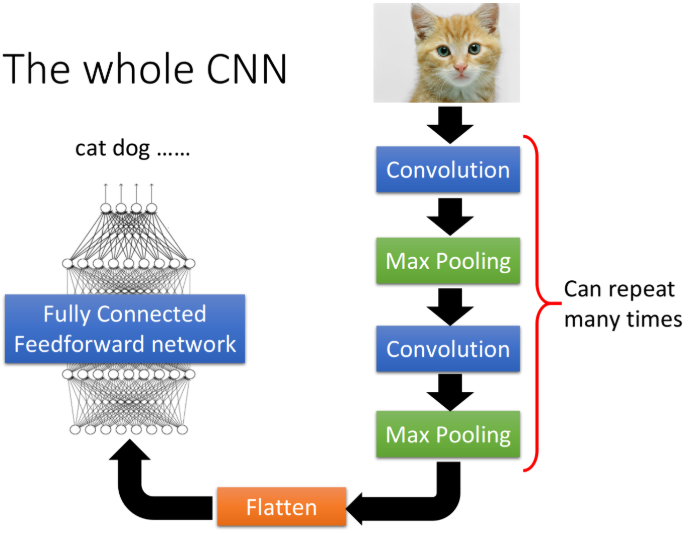 The whole CNN
cat dog ......
Convolution
Max Pooling
Convolution
Max Pooling
Can repeat
many times
Flatten
Fully Connected
Feedforward network